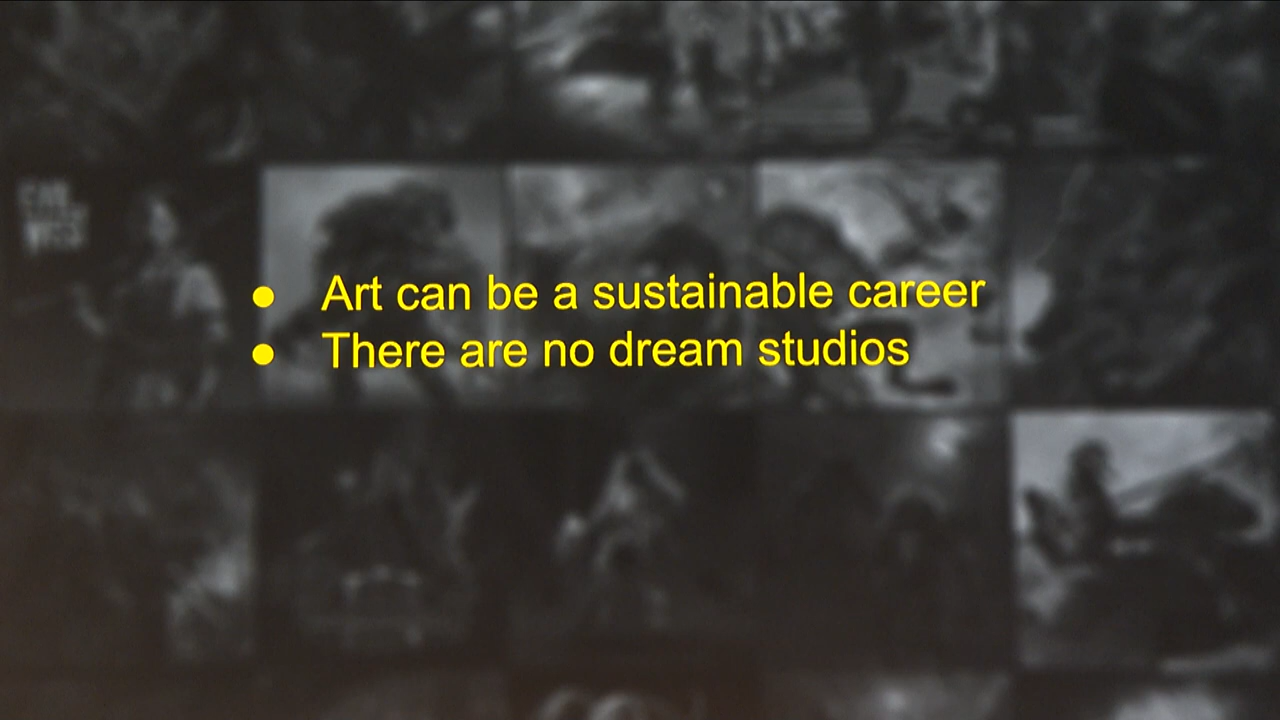 ● Art can be a sustainable career
● There are no dream studios